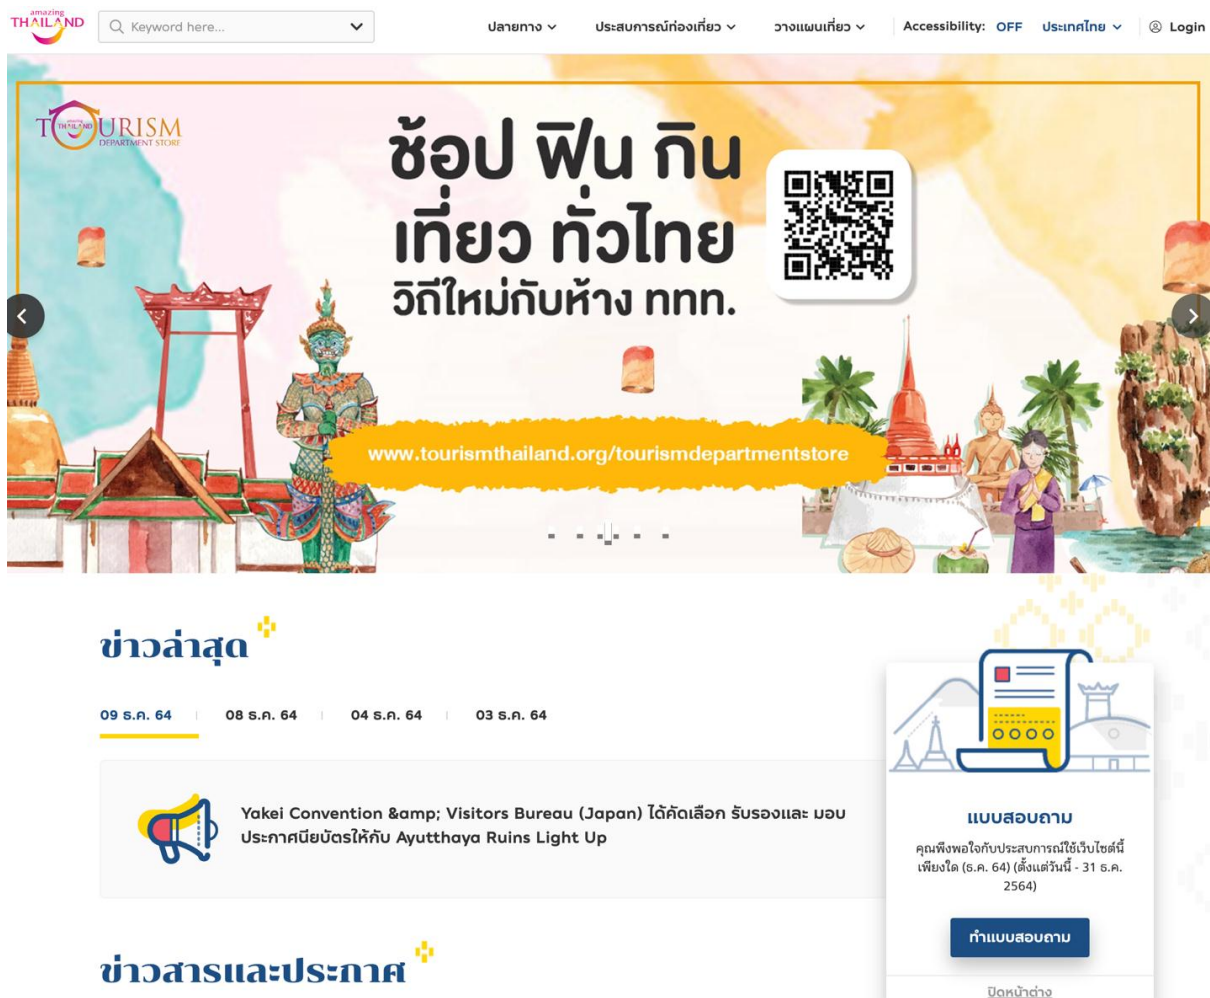 amazing
THAILAND
Keyword here...
ปลายทาง
ประสบการณ์ท่องเที่ยว
วางแผนเที่ยว
Accessibility: OFF
ประเทศไทย
Login
amazing
THAILAND
TOURISM
DEPARTMENT STORE
ช้อป ฟิน กิน
เที่ยว ทั่วไทย
วิถีใหม่กับห้าง ททท.
www.tourismthailand.org/tourismdepartmentstore
ข่าวล่าสุด
09 ธ.ค. 64
08 ธ.ค. 64
04 ธ.ค. 64
03 ธ.ค. 64
Yakei Convention &amp; Visitors Bureau (Japan) ได้คัดเลือก รับรองและ มอบ
ประกาศนียบัตรให้กับ Ayutthaya Ruins Light Up
แบบสอบถาม
คุณพึงพอใจกับประสบการณ์ใช้เว็บไซต์นี้
เพียงใด (ธ.ค. 64) (ตั้งแต่วันนี้ - 31 ธ.ค.
2564)
ทำแบบสอบถาม
ปิดหน้าต่าง
ข่าวสารและประกาศ